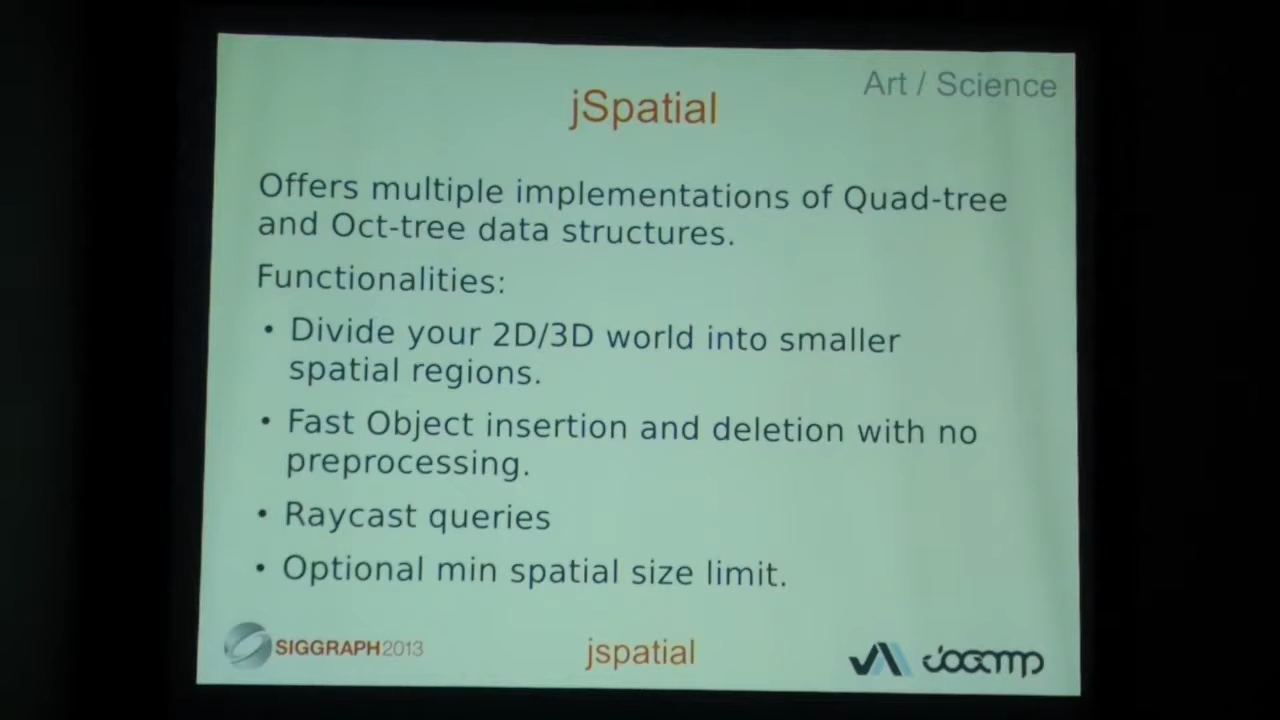 Art / Science
jSpatial
Offers multiple implementations of Quad-tree
and Oct-tree data structures.
Functionalities:
• Divide your 2D/3D world into smaller
spatial regions.
• Fast Object insertion and deletion with no
preprocessing.
• Raycast queries
• Optional min spatial size limit.
SIGGRAPH2013
jspatial
jogamp